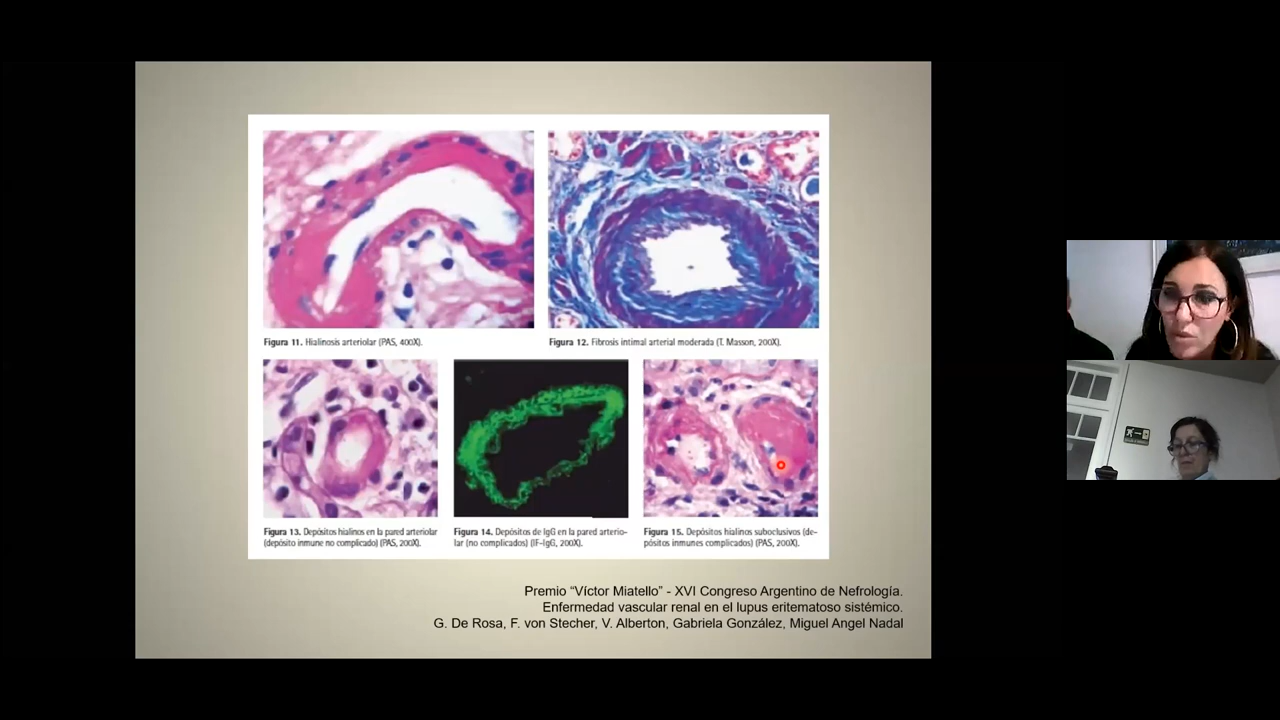 Figura 11. Hialinosis arteriolar (PAS, 400X).
Figura 12. Fibrosis intimal arterial moderada (T. Masson, 200X).
Figura 13. Depósitos hialinos en la pared arteriolar
(depósito inmune no complicado) (PAS, 200X).
Figura 14. Depósitos de IgG en la pared arterio-
lar (no complicados) (IF-IgG, 200X).
Figura 15. Depósitos hialinos suboclusivos (de-
pósitos inmunes complicados) (PAS, 200X).
Premio “Víctor Miatello” - XVI Congreso Argentino de Nefrología.
Enfermedad vascular renal en el lupus eritematoso sistémico.
G. De Rosa, F. von Stecher, V. Alberton, Gabriela González, Miguel Angel Nadal